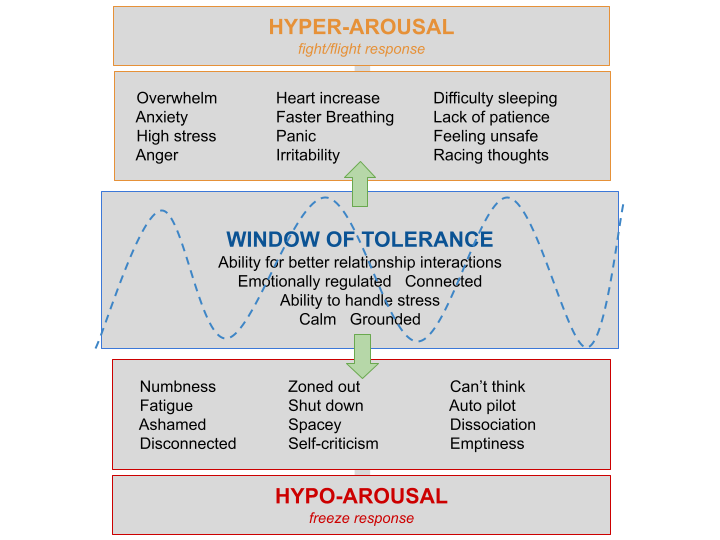 HYPER-AROUSAL
fight/flight response
Overwhelm Heart increase Difficulty sleeping
Anxiety Faster Breathing Lack of patience
High stress Panic Feeling unsafe
Anger Irritability Racing thoughts
WINDOW OF TOLERANCE
Ability for better relationship interactions
Emotionally regulated Connected
Ability to handle stress
Calm Grounded
Numbness Zoned out Can't think
Fatigue Shut down Auto pilot
Ashamed Spacey Dissociation
Disconnected Self-criticism Emptiness
HYPO-AROUSAL
freeze response